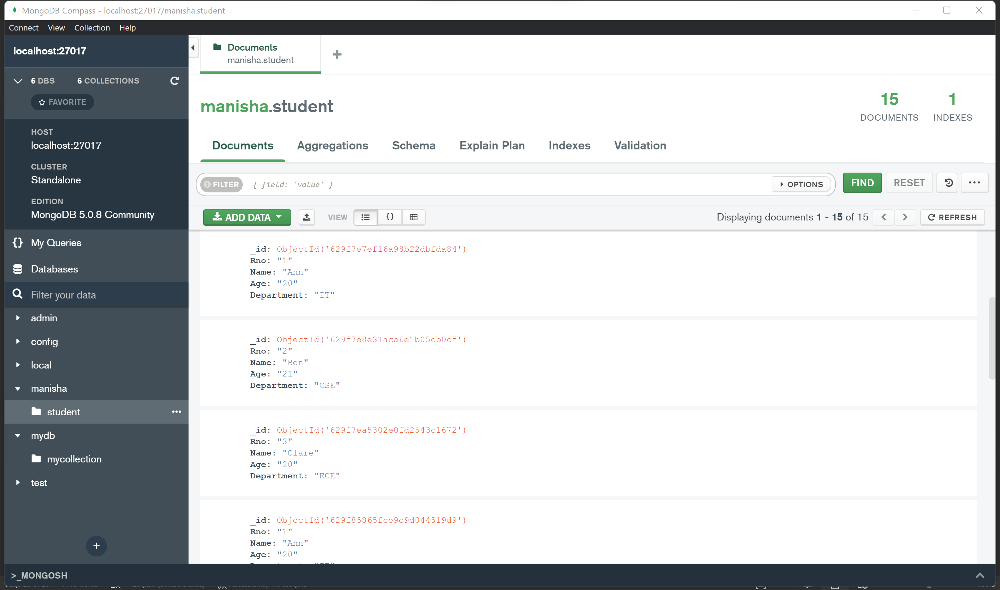 MongoDB Compass - localhost:27017/manisha.student
Connect View Collection Help
localhost:27017
6 DBS 6 COLLECTIONS
FAVORITE
HOST
localhost:27017
CLUSTER
Standalone
EDITION
MongoDB 5.0.8 Community
{} My Queries
Databases
Filter your data
admin
config
local
manisha
student
mydb
mycollection
test
+
Documents
manisha.student
manisha.student
15
DOCUMENTS
1
INDEXES
Documents Aggregations Schema Explain Plan Indexes Validation
FILTER { field: 'value' } OPTIONS FIND RESET
ADD DATA VIEW {} Displaying documents 1 - 15 of 15 REFRESH
_id: ObjectId('629f7e7ef16a98b22dbfda84')
Rno: "1"
Name: "Ann"
Age: "20"
Department: "IT"
_id: ObjectId('629f7e8e31aca6e1b05cb0cf')
Rno: "2"
Name: "Ben"
Age: "21"
Department: "CSE"
_id: ObjectId('629f7ea5302e0fd2543c1672')
Rno: "3"
Name: "Clare"
Age: "20"
Department: "ECE"
_id: ObjectId('629f85865fce9e9d044519d9')
Rno: "1"
Name: "Ann"
Age: "20"
>_MONGOSH